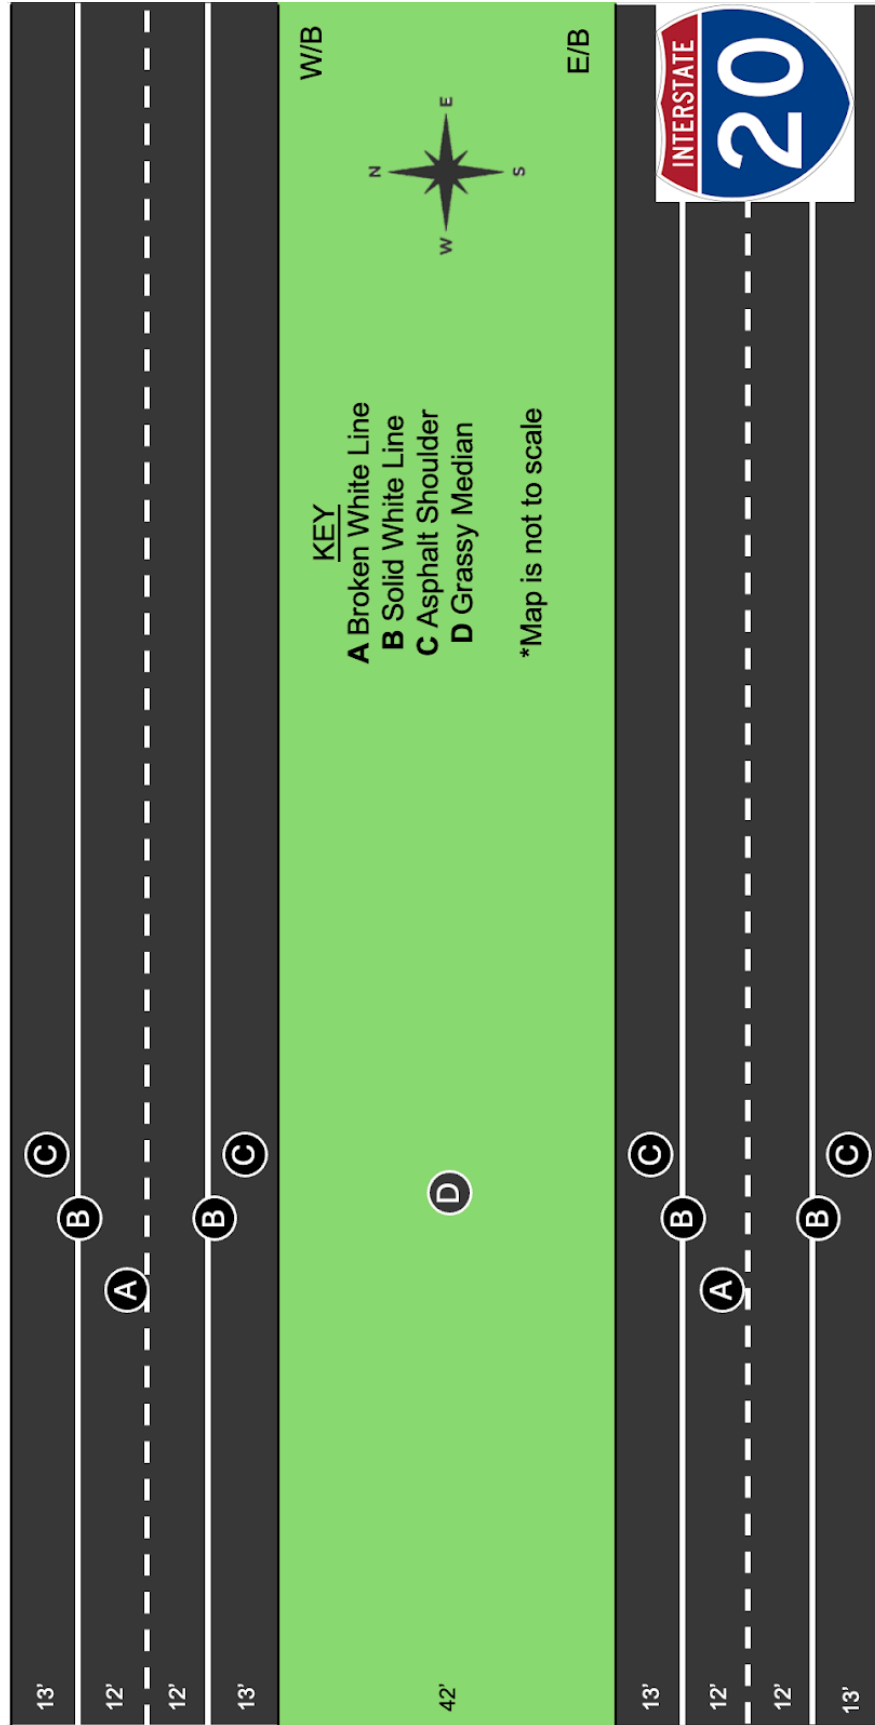 W/B
E/B
INTERSTATE
20
N
W
E
S
KEY
A Broken White Line
B Solid White Line
C Asphalt Shoulder
D Grassy Median
*Map is not to scale
C
B
A
B
C
D
C
B
A
B
C
13'
12'
12'
13'
42'
13'
12'
12'
13'